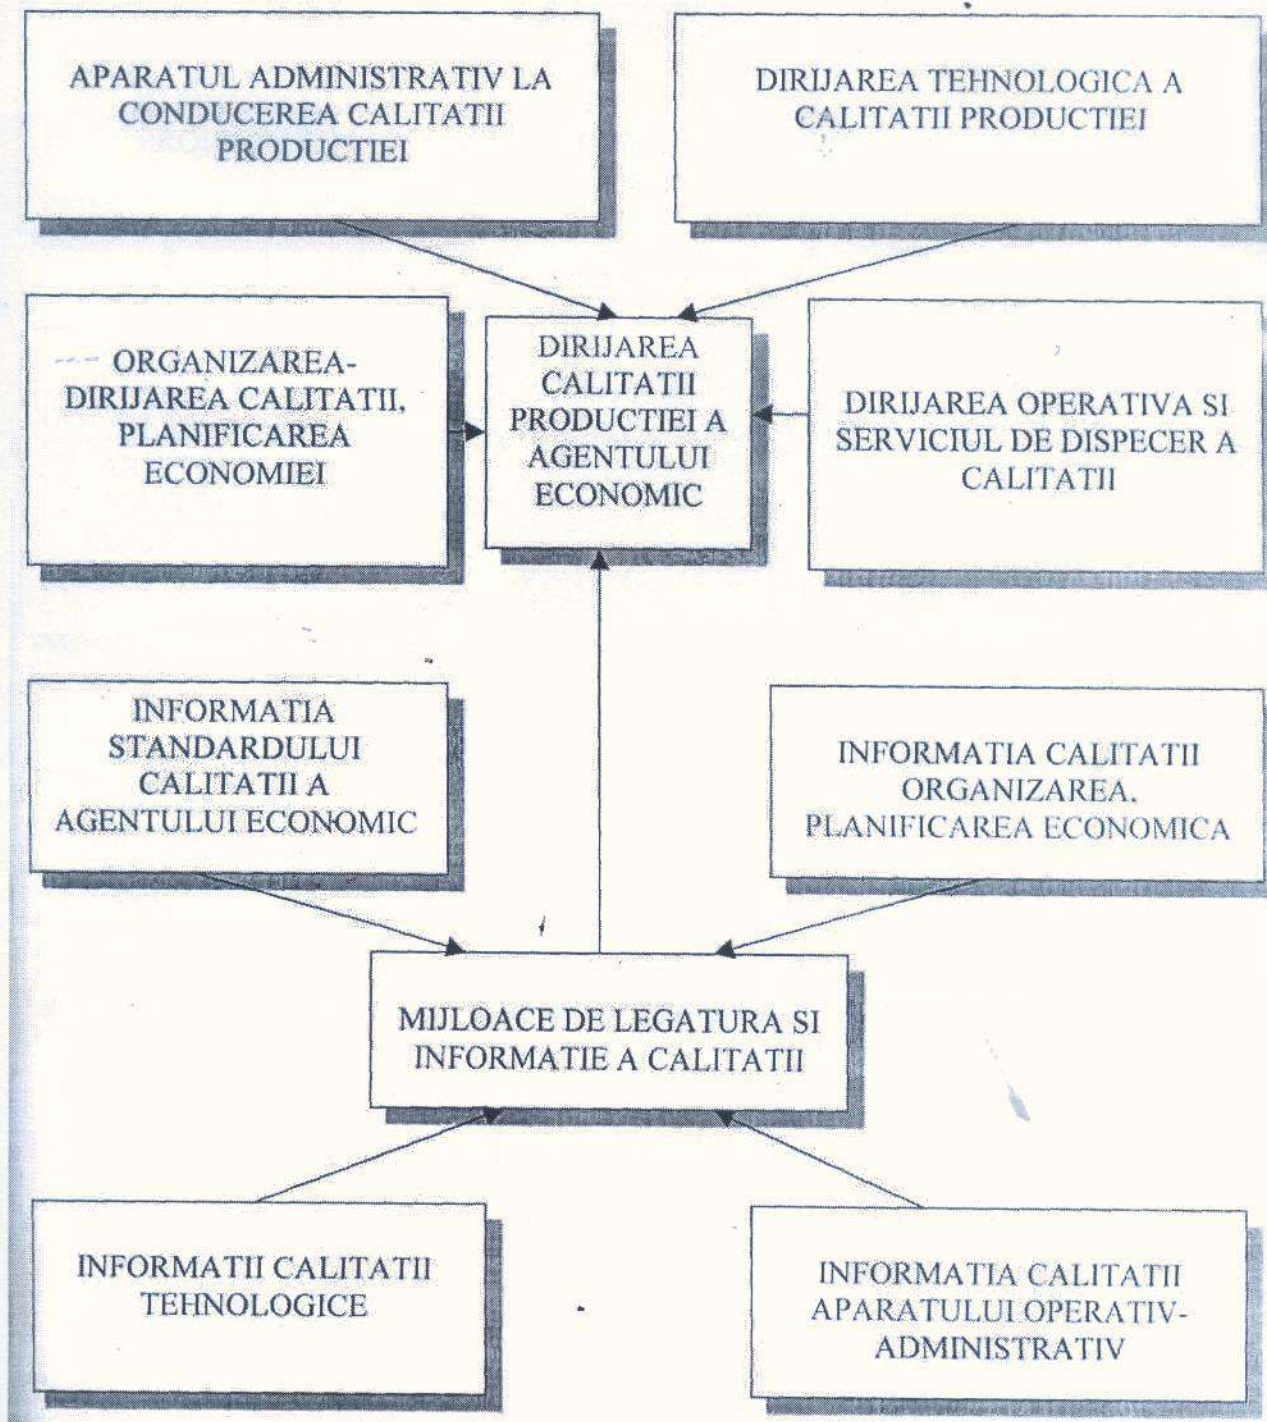 APARATUL ADMINISTRATIV LA
CONDUCEREA CALITATII
PRODUCTIEI
DIRIJAREA TEHNOLOGICA A
CALITATII PRODUCTIEI
ORGANIZAREA-
DIRIJAREA CALITATII,
PLANIFICAREA
ECONOMIEI
DIRIJAREA
CALITATII
PRODUCTIEI A
AGENTULUI
ECONOMIC
DIRIJAREA OPERATIVA SI
SERVICIUL DE DISPECER A
CALITATII
INFORMATIA
STANDARDULUI
CALITATII A
AGENTULUI ECONOMIC
INFORMATIA CALITATII
ORGANIZAREA,
PLANIFICAREA ECONOMICA
MIJLOACE DE LEGATURA SI
INFORMATIE A CALITATII
INFORMATII CALITATII
TEHNOLOGICE
INFORMATIA CALITATII
APARATULUI OPERATIV-
ADMINISTRATIV